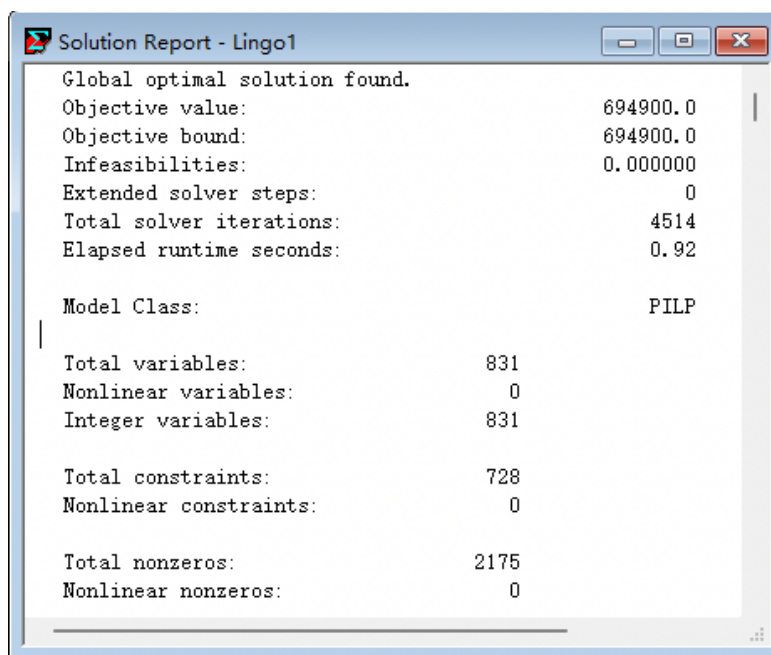 Solution Report - Lingo1
Global optimal solution found.
Objective value: 694900.0
Objective bound: 694900.0
Infeasibilities: 0.000000
Extended solver steps: 0
Total solver iterations: 4514
Elapsed runtime seconds: 0.92
Model Class: PILP
Total variables: 831
Nonlinear variables: 0
Integer variables: 831
Total constraints: 728
Nonlinear constraints: 0
Total nonzeros: 2175
Nonlinear nonzeros: 0